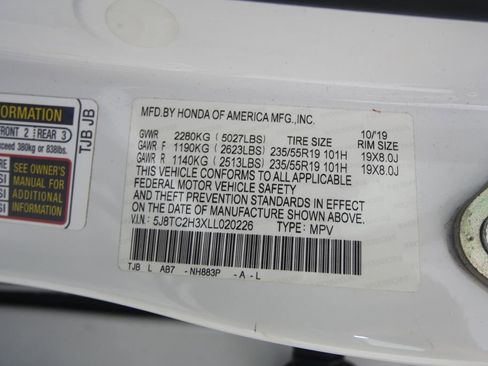 FORMATION
FRONT 2 REAR 3
exceed 380kg or 838lbs.
SEE OWNER'S
MANUAL FOR
ADDITIONAL
INFORMATION
TJB JB
MFD.BY HONDA OF AMERICA MFG.,INC.
10/'19
GVWR 2280KG (5027LBS) TIRE SIZE RIM SIZE
GAWR F 1190KG (2623LBS) 235/55R19 101H 19X8.0J
GAWR R 1140KG (2513LBS) 235/55R19 101H 19X8.0J
THIS VEHICLE CONFORMS TO ALL APPLICABLE
FEDERAL MOTOR VEHICLE SAFETY
AND THEFT PREVENTION STANDARDS IN EFFECT
ON THE DATE OF MANUFACTURE SHOWN ABOVE.
V.I.N: 5J8TC2H3XLL020226 TYPE: MPV
TJB L AB7 -NH883P -A-L